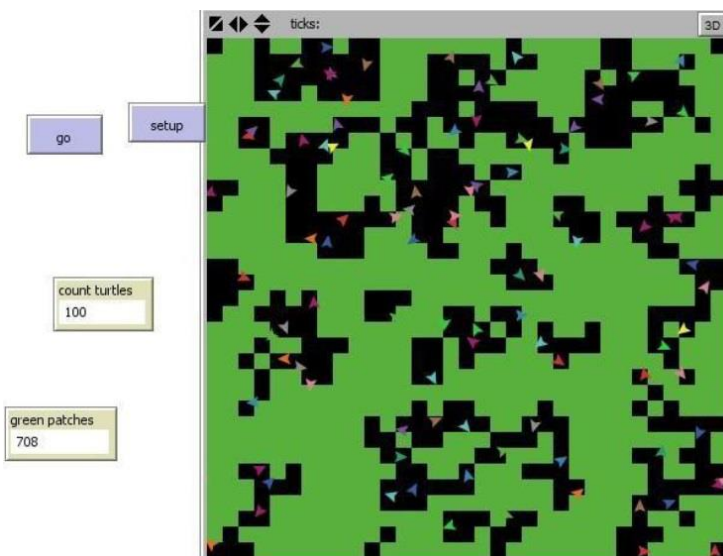 ticks:
3D
setup
go
count turtles
100
green patches
708